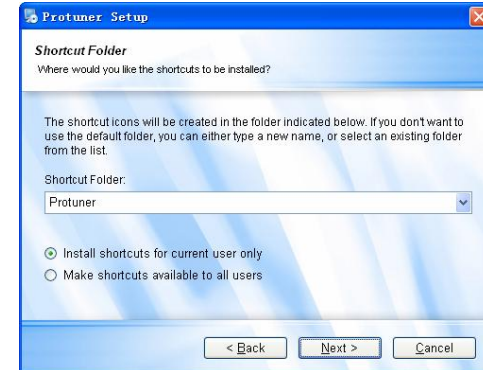 Protuner Setup
Shortcut Folder
Where would you like the shortcuts to be installed?
The shortcut icons will be created in the folder indicated below. If you don't want to
use the default folder, you can either type a new name, or select an existing folder
from the list.
Shortcut Folder:
Protuner
Install shortcuts for current user only
Make shortcuts available to all users
< Back
Next >
Cancel